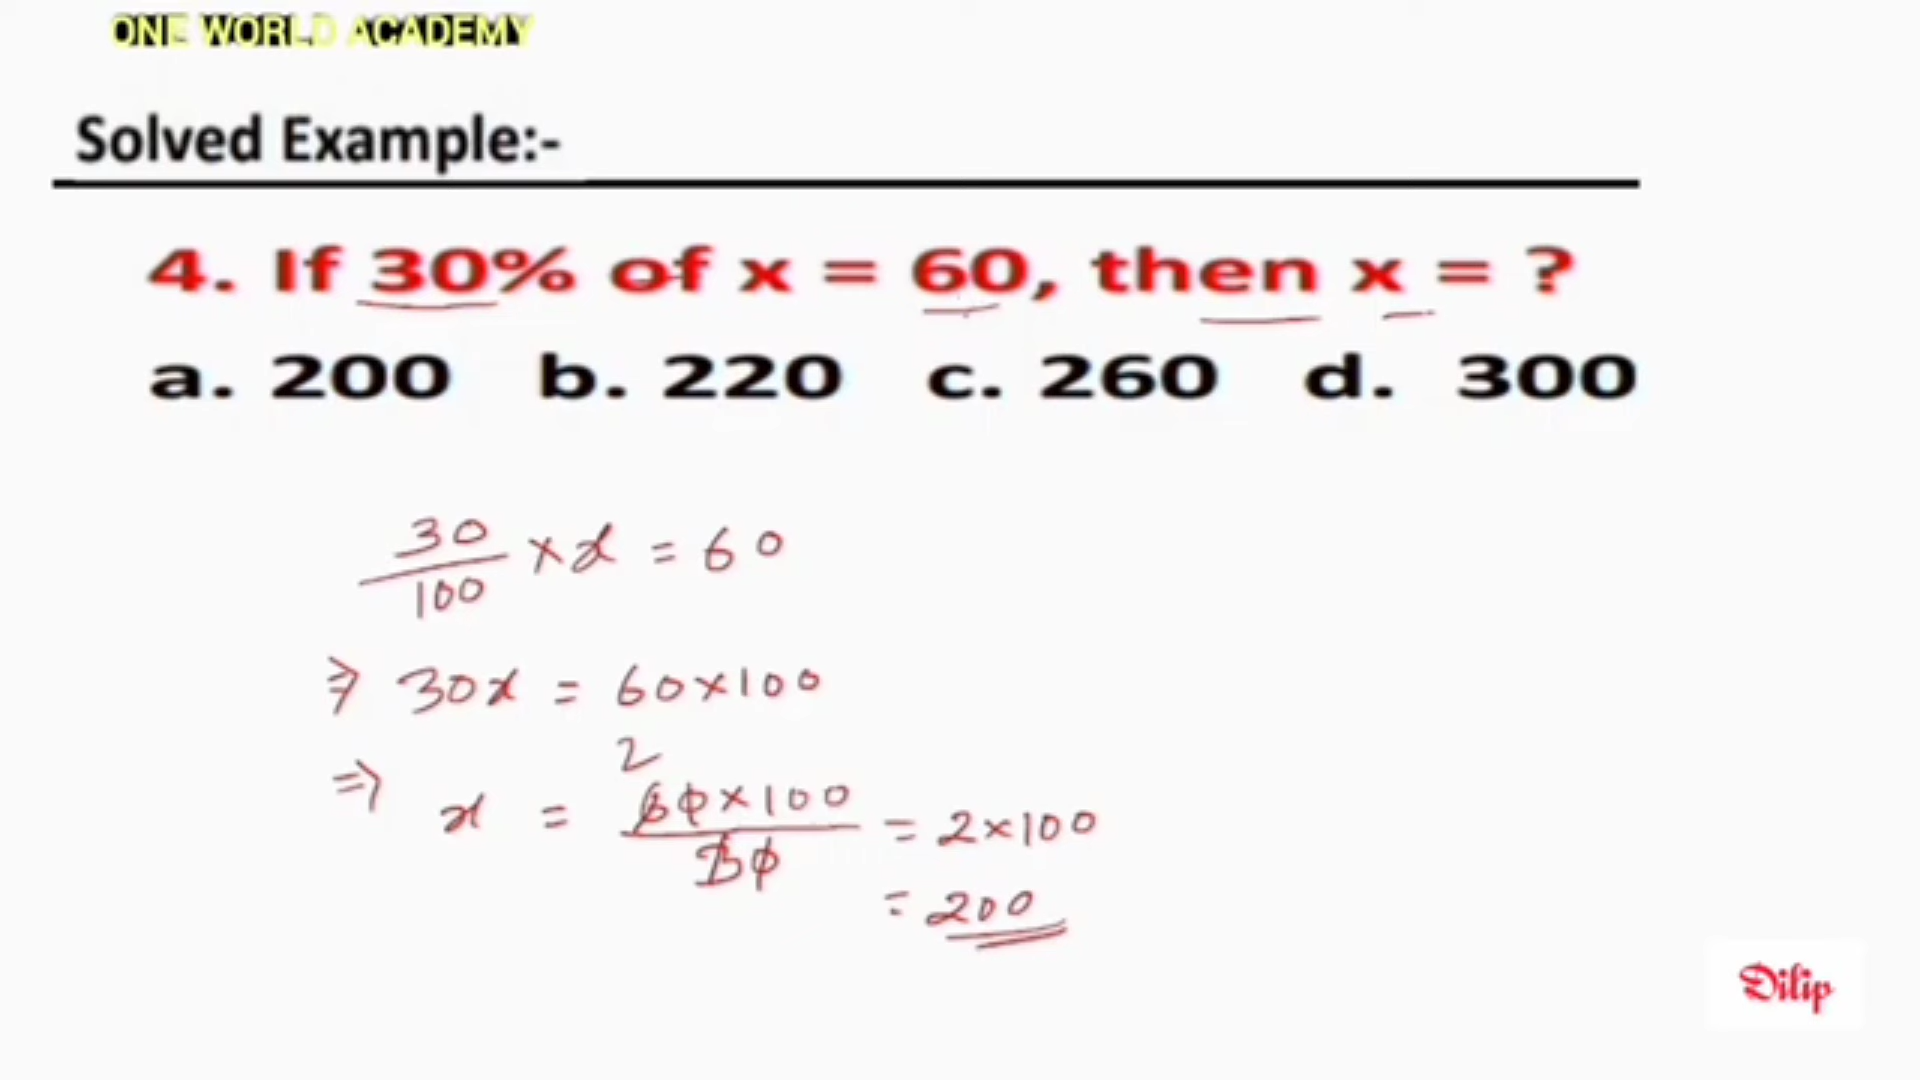 ONE WORLD ACADEMY
Solved Example:-
4. If 30% of x = 60, then x = ?
a. 200 b. 220 c. 260 d. 300
30/100 × x = 60
⇒ 30x = 60×100
2
⇒ x = 60×100/30 = 2×100
= 200
Dilip